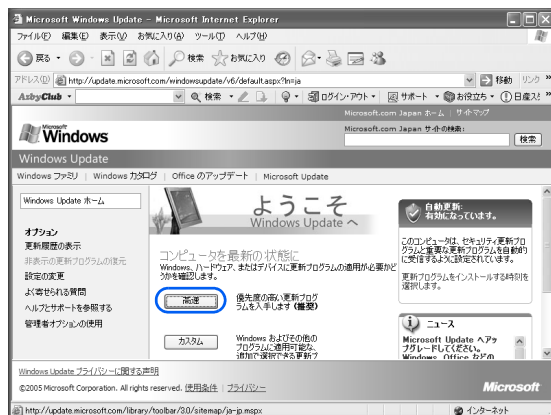 Microsoft Windows Update - Microsoft Internet Explorer
ファイル(F) 編集(E) 表示(V) お気に入り(A) ツール(T) ヘルプ(H)
戻る 検索 お気に入り
アドレス(D) http://update.microsoft.com/windowsupdate/v6/default.aspx?ln=ja 移動 リンク »
AzbyClub 検索 ログイン・アウト サポート お役立ち »
Microsoft.com Japan ホーム | サイトマップ
Microsoft Windows
Microsoft.com Japan サイトの検索:
検索
Windows Update
Windows ファミリ | Windows カタログ | Office のアップデート | Microsoft Update
Windows Update ホーム
オプション
更新履歴の表示
非表示の更新プログラムの復元
設定の変更
よく寄せられる質問
ヘルプとサポートを参照する
管理者オプションの使用
ようこそ
Windows Update へ
コンピュータを最新の状態に
Windows、ハードウェア、またはデバイスに更新プログラムの適用が必要かど
うかを確認します。
高速
優先度の高い更新プログ
ラムを入手します (推奨)
カスタム
Windows およびその他の
プログラムに適用可能な、
追加で選択できる更新プ
自動更新:
有効になっています。
このコンピュータは、セキュリティ更新プロ
グラムと重要な更新プログラムを自動的
に受信するように設定されています。
更新プログラムをインストールする時刻を
選択します。
ニュース
Microsoft Update へアッ
プグレードしてください。
Windows、Office などの
Windows Update プライバシーに関する声明
©2005 Microsoft Corporation. All rights reserved. 使用条件 | プライバシー
Microsoft
http://update.microsoft.com/library/toolbar/3.0/sitemap/ja-jp.mspx
インターネット